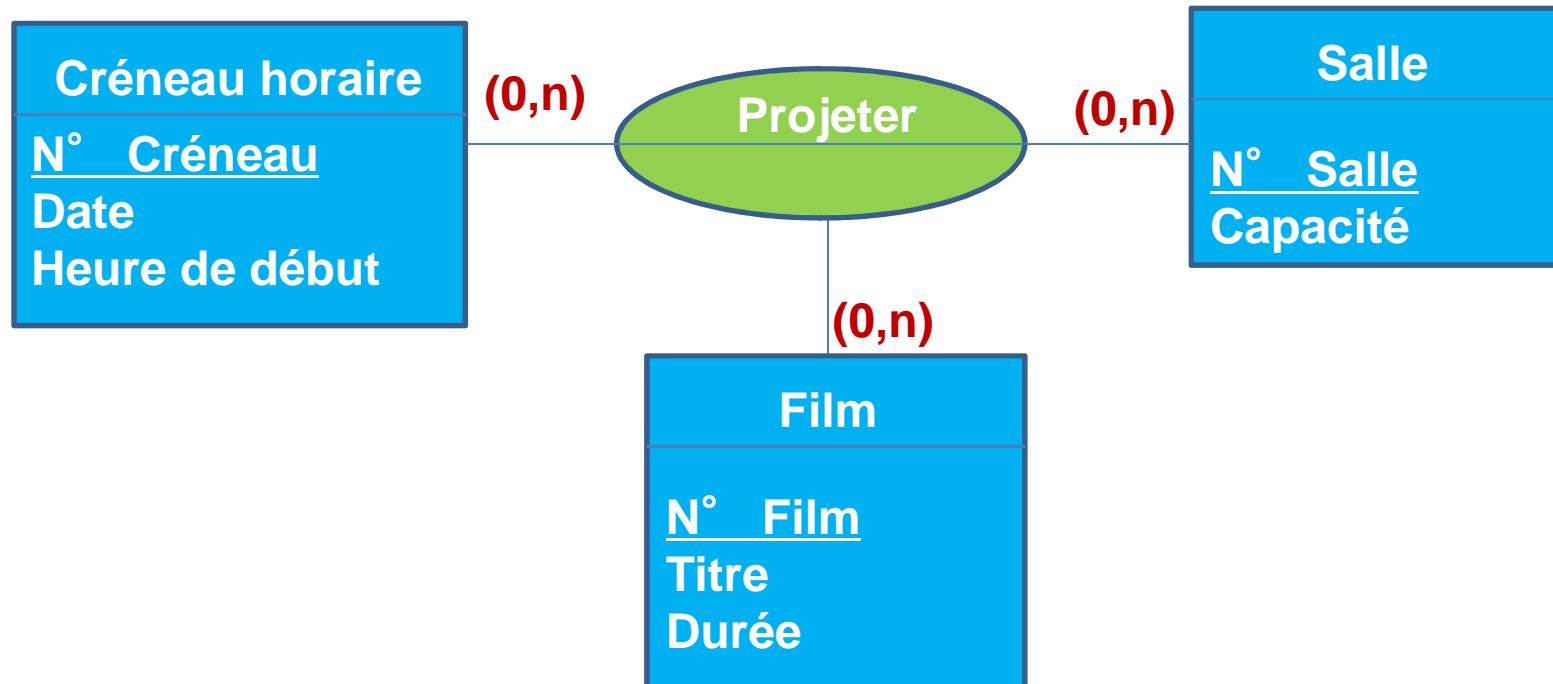 Créneau horaire
N° Créneau
Date
Heure de début
(0,n)
Projeter
(0,n)
Salle
N° Salle
Capacité
(0,n)
Film
N° Film
Titre
Durée